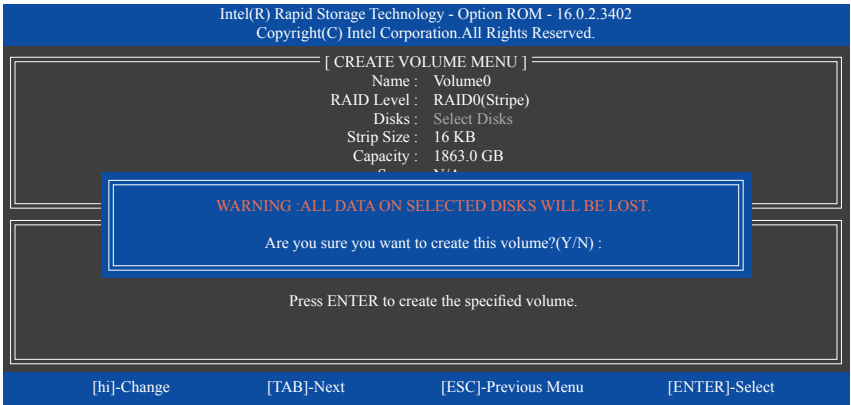 Intel(R) Rapid Storage Technology - Option ROM - 16.0.2.3402
Copyright(C) Intel Corporation.All Rights Reserved.
[ CREATE VOLUME MENU ]
Name : Volume0
RAID Level : RAID0(Stripe)
Disks : Select Disks
Strip Size : 16 KB
Capacity : 1863.0 GB
WARNING :ALL DATA ON SELECTED DISKS WILL BE LOST.
Are you sure you want to create this volume?(Y/N) :
Press ENTER to create the specified volume.
[hi]-Change [TAB]-Next [ESC]-Previous Menu [ENTER]-Select